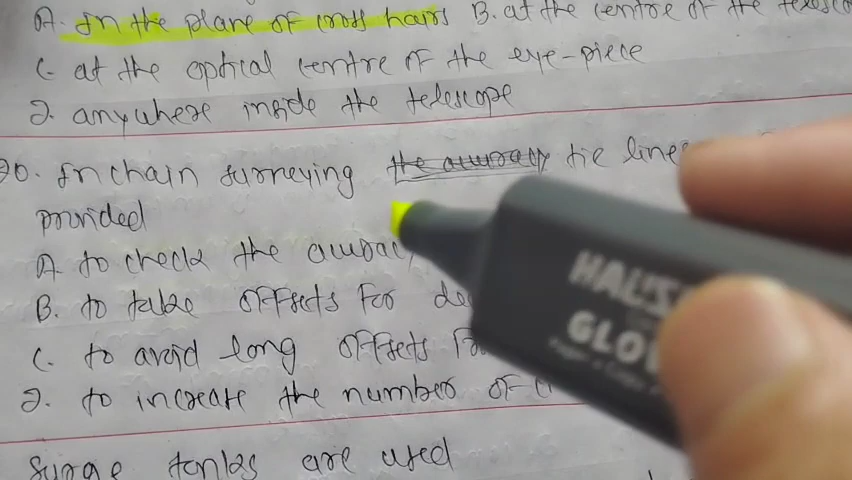 A. In the plane of cross hairs B. at the centre of the
C. at the optical centre of the eye-piece
D. anywhere inside the telescope
20. In chain surveying the accuracy tie lines
provided
A. to check the
B. to take offsets for
C. to avoid long offsets
D. to increase the number of
Surge tanks are used
HAUSER
GLO